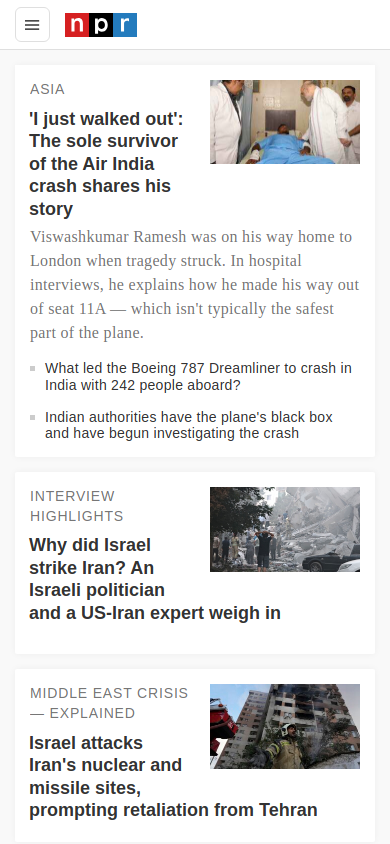 npr
ASIA
'I just walked out':
The sole survivor
of the Air India
crash shares his
story
Viswashkumar Ramesh was on his way home to
London when tragedy struck. In hospital
interviews, he explains how he made his way out
of seat 11A — which isn't typically the safest
part of the plane.
What led the Boeing 787 Dreamliner to crash in
India with 242 people aboard?
Indian authorities have the plane's black box
and have begun investigating the crash
INTERVIEW
HIGHLIGHTS
Why did Israel
strike Iran? An
Israeli politician
and a US-Iran expert weigh in
MIDDLE EAST CRISIS
— EXPLAINED
Israel attacks
Iran's nuclear and
missile sites,
prompting retaliation from Tehran